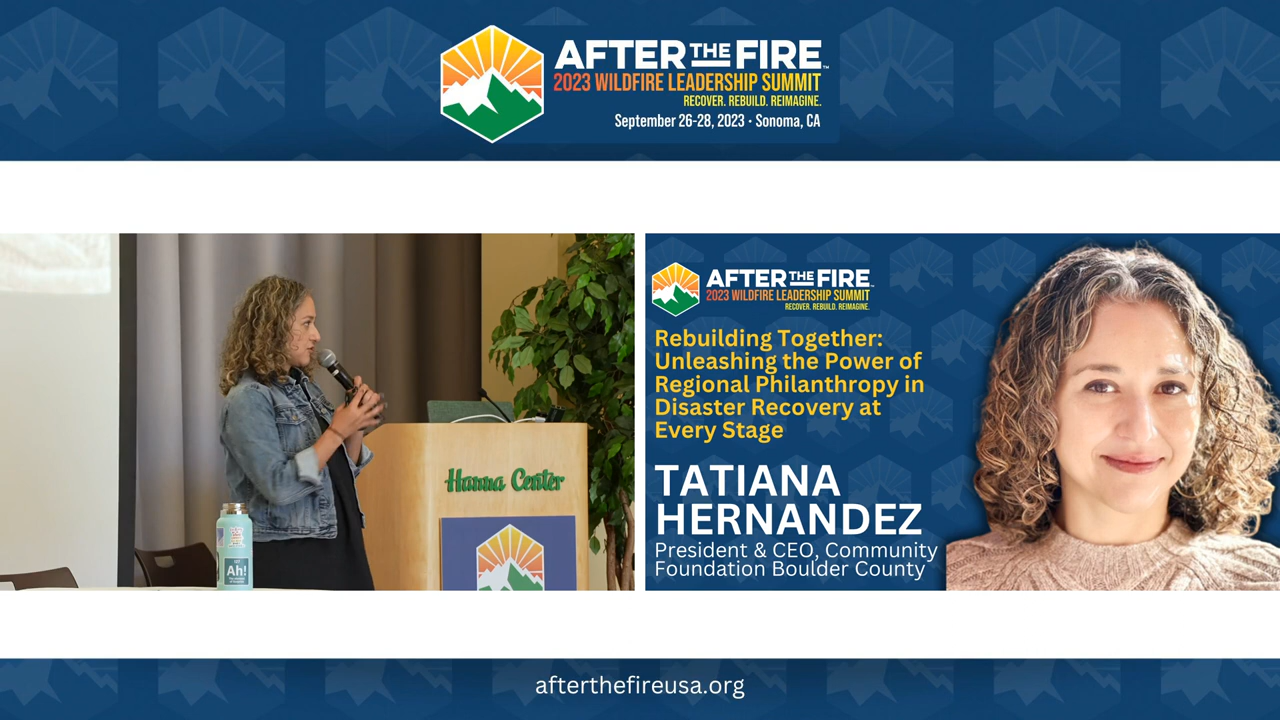 AFTER THE FIRE™
2023 WILDFIRE LEADERSHIP SUMMIT
RECOVER. REBUILD. REIMAGINE.
September 26-28, 2023 • Sonoma, CA
Hanna Center
Ah!
AFTER THE FIRE™
2023 WILDFIRE LEADERSHIP SUMMIT
RECOVER. REBUILD. REIMAGINE.
Rebuilding Together:
Unleashing the Power of
Regional Philanthropy in
Disaster Recovery at
Every Stage
TATIANA
HERNANDEZ
President & CEO, Community
Foundation Boulder County
afterthefireusa.org